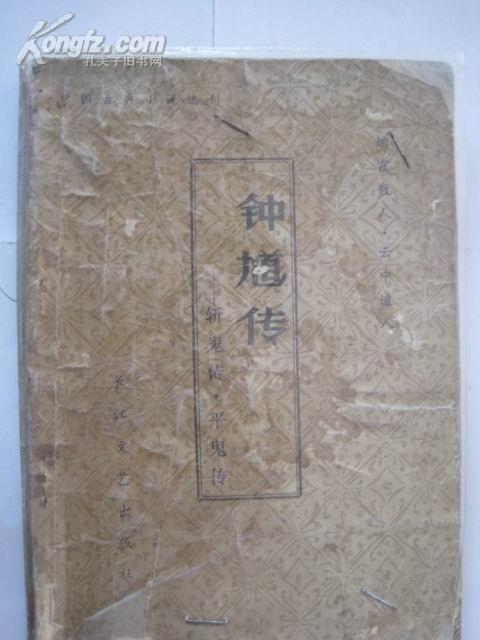 Kongfz.com
孔夫子旧书网
中国古典小说选刊
烟霞散人·云中道人
钟馗传
——斩鬼传·平鬼传
长江文艺出版社